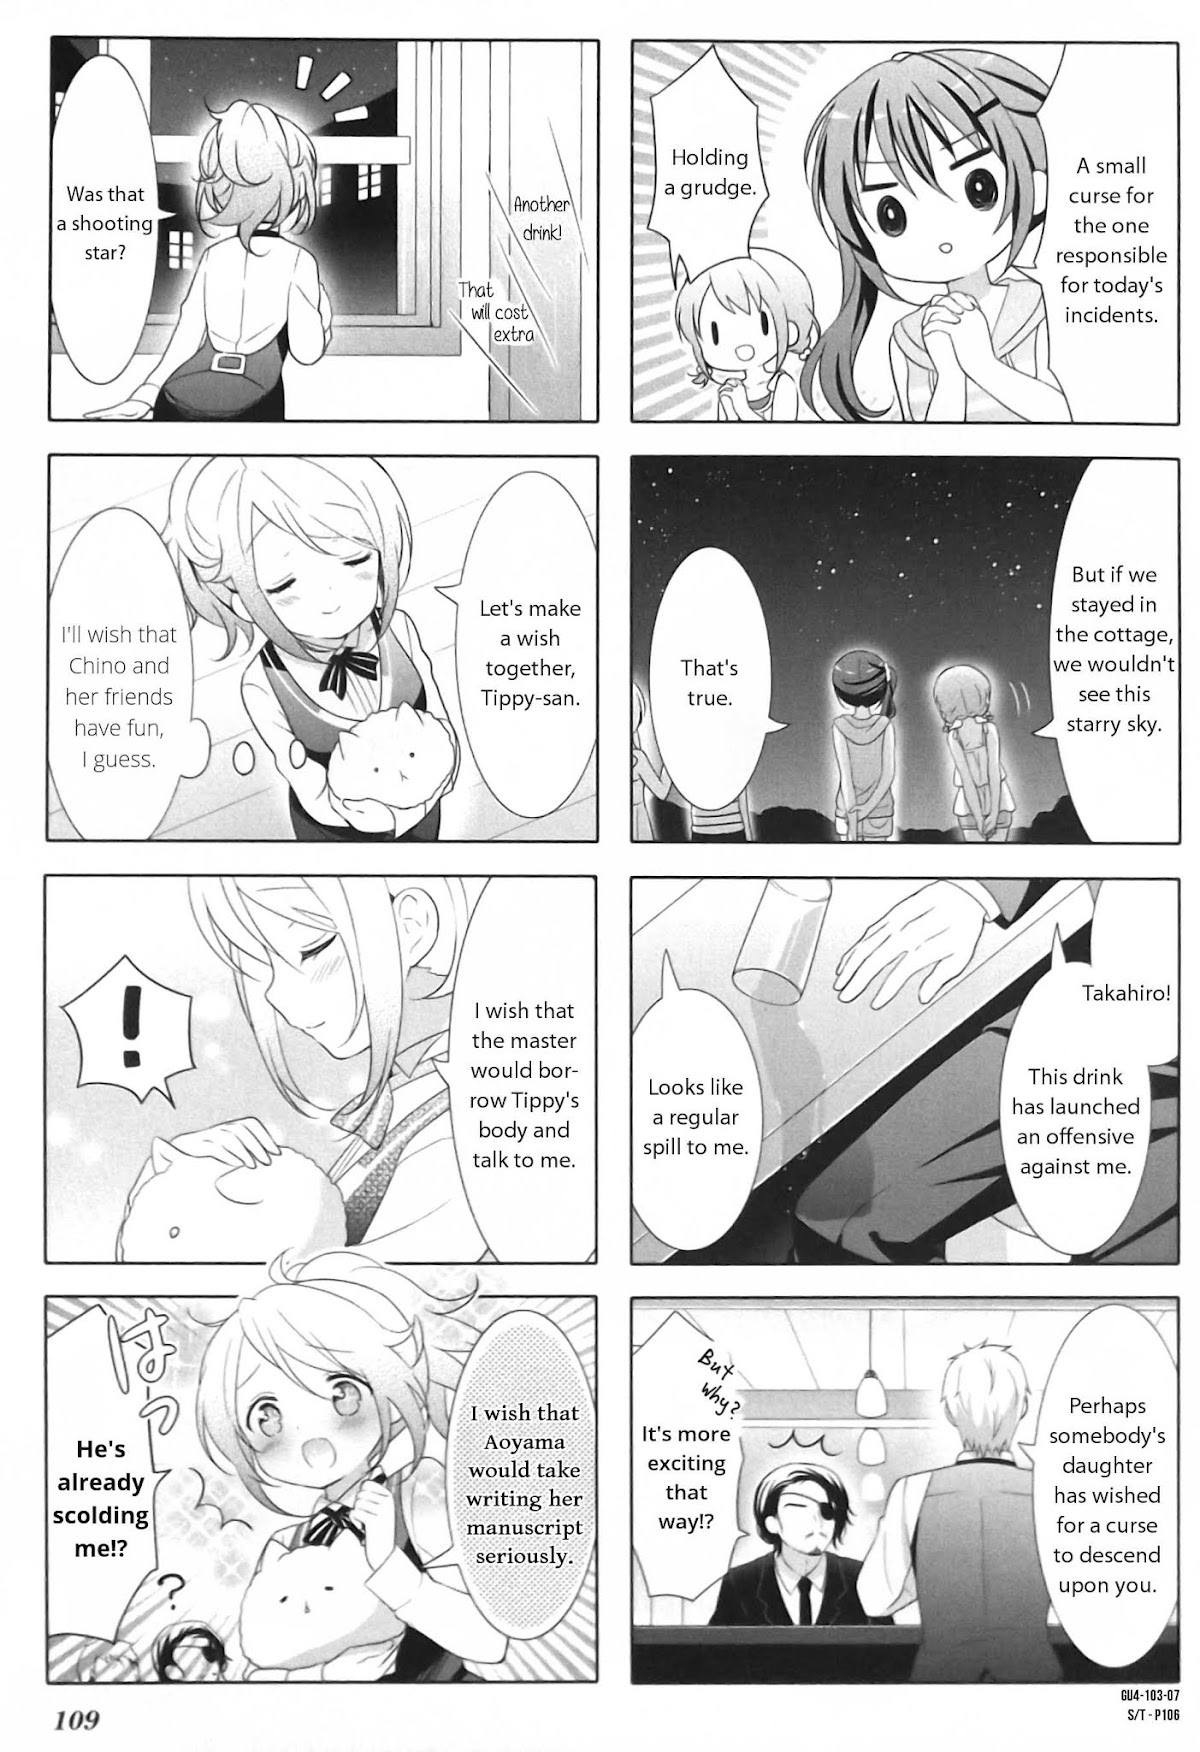 A small
curse for
the one
responsible
for today's
incidents.
Holding
a grudge.
But if we
stayed in
the cottage,
we wouldn't
see this
starry sky.
That's
true.
Takahiro!
This drink
has launched
an offensive
against me.
Looks like
a regular
spill to me.
Perhaps
somebody's
daughter
has wished
for a curse
to descend
upon you.
But
why?
It's more
exciting
that
way!?
Another
drink!
That
will cost
extra
Was that
a shooting
star?
Let's make
a wish
together,
Tippy-san.
I'll wish that
Chino and
her friends
have fun,
I guess.
I wish that
the master
would bor-
row Tippy's
body and
talk to me.
!
I wish that
Aoyama
would take
writing her
manuscript
seriously.
はっ
He's
already
scolding
me!?
?
109
GU4-103-07
S/T - P106